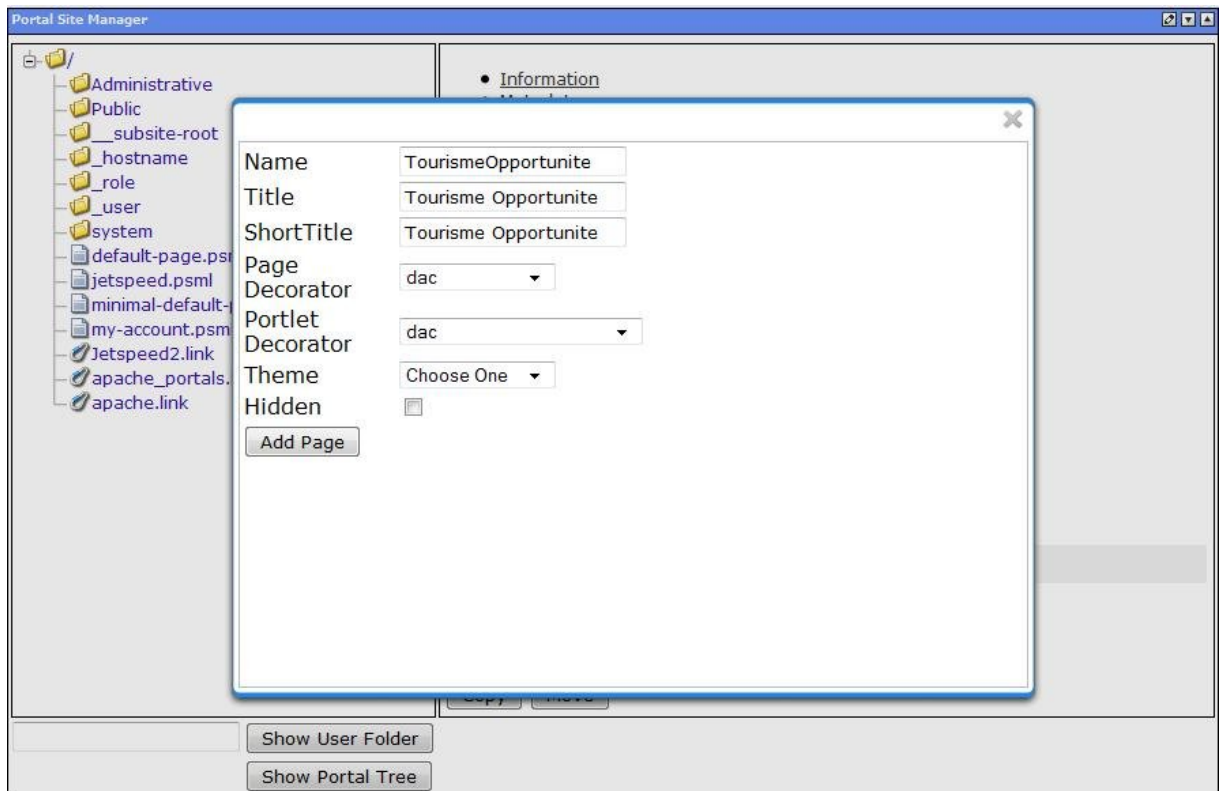 Portal Site Manager
/
Administrative
Public
__subsite-root
_hostname
_role
_user
system
default-page.psm
jetspeed.psml
minimal-default-
my-account.psm
Jetspeed2.link
apache_portals.
apache.link
Information
Name TourismeOpportunite
Title Tourisme Opportunite
ShortTitle Tourisme Opportunite
Page
Decorator dac
Portlet
Decorator dac
Theme Choose One
Hidden
Add Page
Show User Folder
Show Portal Tree